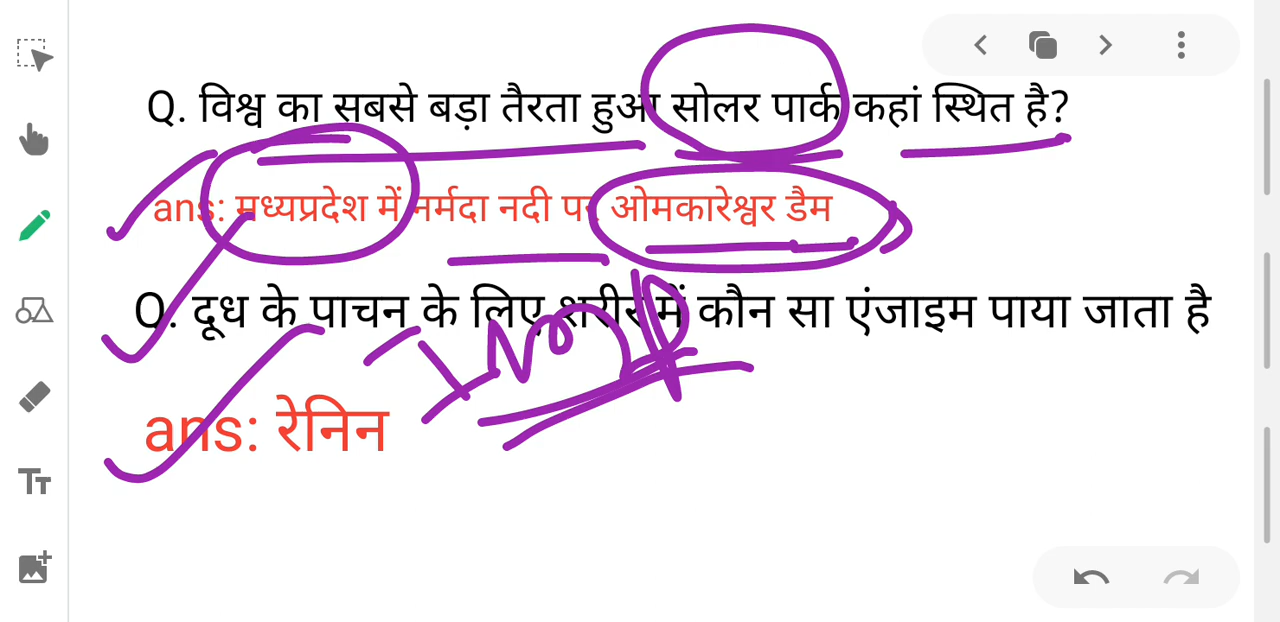 Q. विश्व का सबसे बड़ा तैरता हुआ सोलर पार्क कहां स्थित है?
ans: मध्यप्रदेश में नर्मदा नदी पर ओमकारेश्वर डैम
Q. दूध के पाचन के लिए शरीर में कौन सा एंजाइम पाया जाता है
ans: रेनिन
Tт